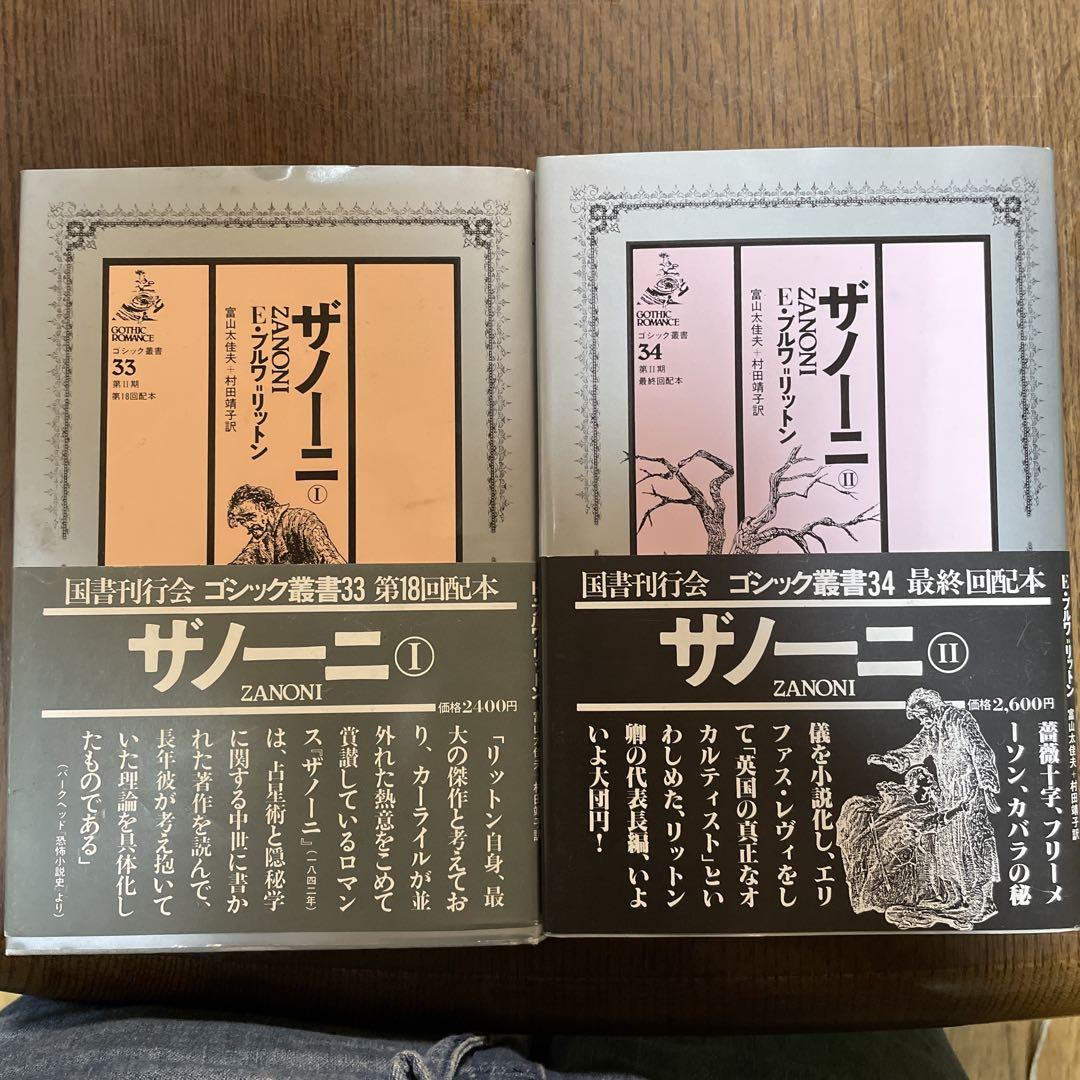 GOTHIC
ROMANCE
ゴシック叢書
33
第II期
第18回配本
ザノーニ Ⅰ
ZANONI
E・ブルワ=リットン
富山太佳夫+村田靖子訳
国書刊行会 ゴシック叢書33 第18回配本
ザノーニ Ⅰ
ZANONI
価格2400円
「リットン自身、最
大の傑作と考えてお
り、カーライルが並
外れた熱意をこめて
賞讃しているロマン
ス『ザノーニ』(一八四二年)
は、占星術と隠秘学
に関する中世に書か
れた著作を読んで、
長年彼が考え抱いて
いた理論を具体化し
たものである」
(バークヘッド『恐怖小説史』より)
GOTHIC
ROMANCE
ゴシック叢書
34
第II期
最終回配本
ザノーニ Ⅱ
ZANONI
E・ブルワ=リットン
富山太佳夫+村田靖子訳
国書刊行会 ゴシック叢書34 最終回配本
ザノーニ Ⅱ
ZANONI
価格2,600円
薔薇十字、フリーメ
ーソン、カバラの秘
儀を小説化し、エリ
ファス・レヴィをし
て「英国の真正なオ
カルティスト」とい
わしめた、リットン
卿の代表長編、いよ
いよ大団円!
E・ブルワ=リットン
富山太佳夫+村田靖子訳